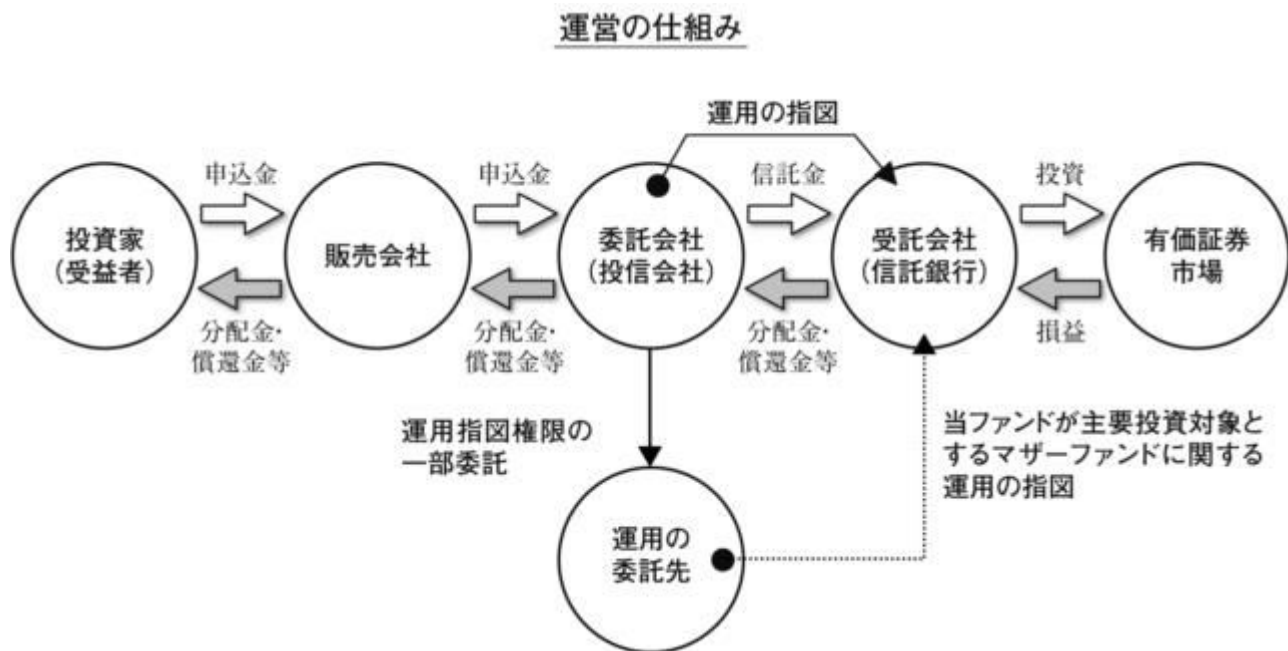 運営の仕組み
運用の指図
申込金
申込金
信託金
投資
投資家
（受益者）
販売会社
委託会社
（投信会社）
受託会社
（信託銀行）
有価証券
市場
分配金・
償還金等
分配金・
償還金等
分配金・
償還金等
損益
運用指図権限の
一部委託
当ファンドが主要投資対象と
するマザーファンドに関する
運用の指図
運用の
委託先